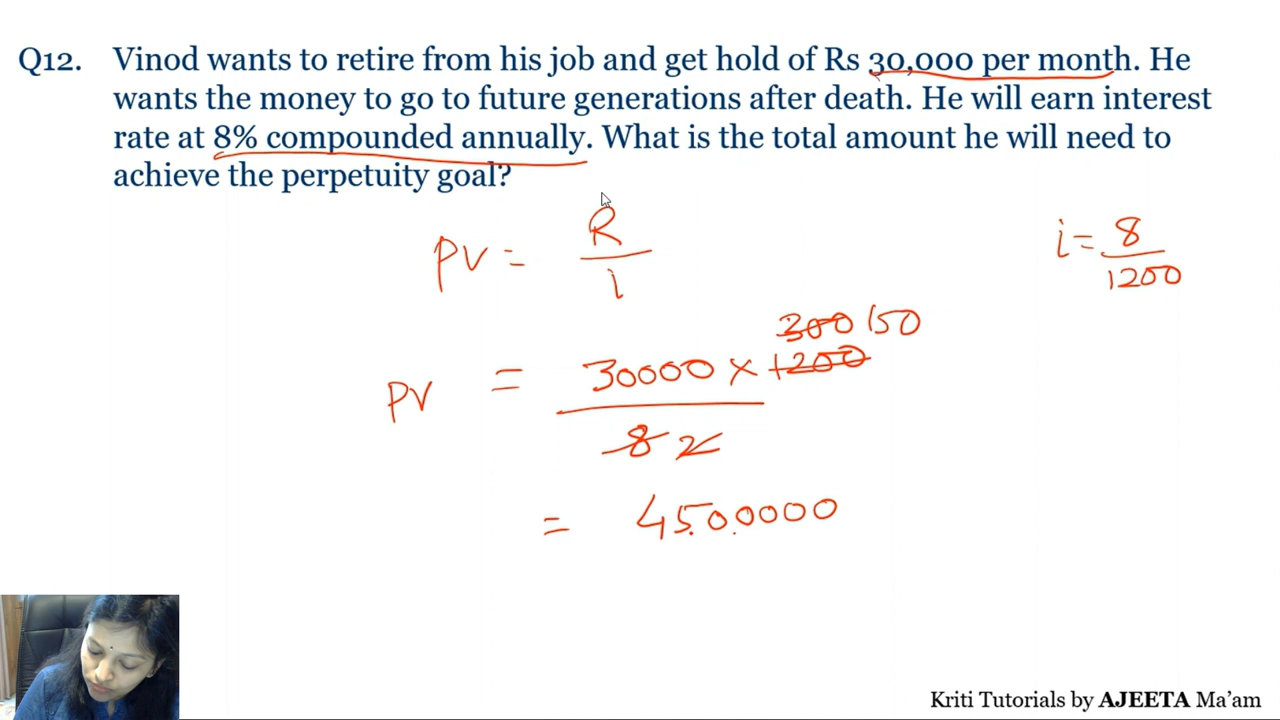 Q12. Vinod wants to retire from his job and get hold of Rs 30,000 per month. He
wants the money to go to future generations after death. He will earn interest
rate at 8% compounded annually. What is the total amount he will need to
achieve the perpetuity goal?
PV = R / i
i = 8 / 1200
300 150
PV = 30000 × 1200
8 2
= 45,00,000
Kriti Tutorials by AJEETA Ma'am